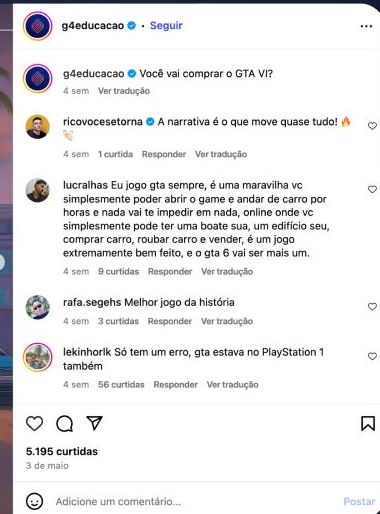 g4educacao • Seguir
g4educacao Você vai comprar o GTA VI?
4 sem Ver tradução
ricovocesetorna A narrativa é o que move quase tudo! 🔥
👏🏻
4 sem 1 curtida Responder Ver tradução
lucralhas Eu jogo gta sempre, é uma maravilha vc
simplesmente poder abrir o game e andar de carro por
horas e nada vai te impedir em nada, online onde vc
simplesmente pode ter uma boate sua, um edifício seu,
comprar carro, roubar carro e vender, é um jogo
extremamente bem feito, e o gta 6 vai ser mais um.
4 sem 9 curtidas Responder Ver tradução
rafa.segehs Melhor jogo da história
4 sem 3 curtidas Responder Ver tradução
lekinhorlk Só tem um erro, gta estava no PlayStation 1
também
4 sem 56 curtidas Responder Ver tradução
5.195 curtidas
3 de maio
Adicione um comentário... Postar